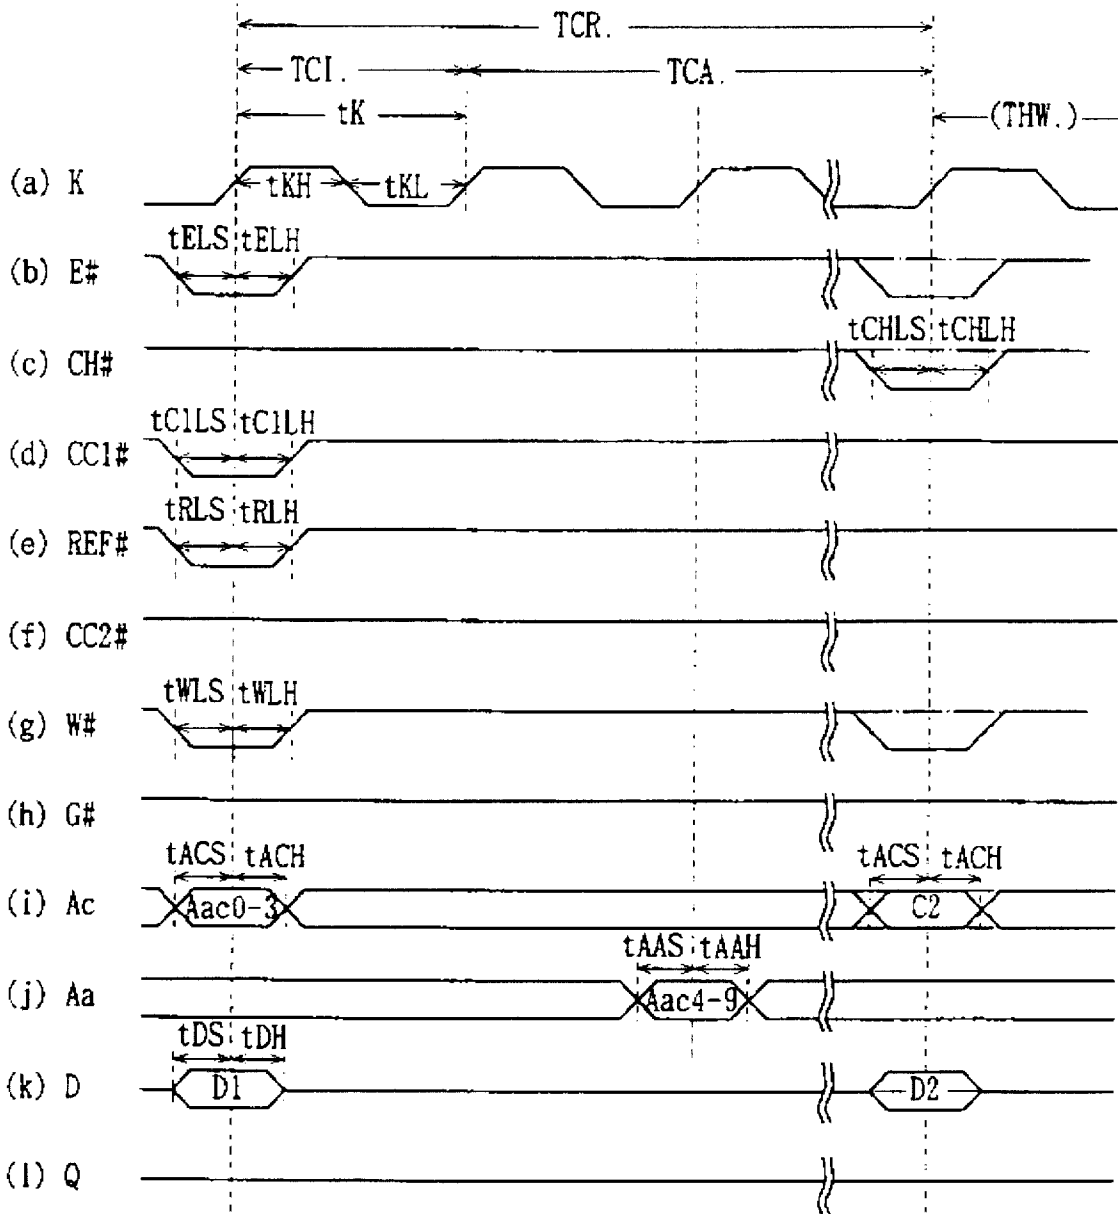 TCR.
TCI. TCA.
tK (THW.)
(a) K tKH tKL
tELS tELH
(b) E#
tCHLS tCHLH
(c) CH#
tC1LS tC1LH
(d) CC1#
tRLS tRLH
(e) REF#
(f) CC2#
tWLS tWLH
(g) W#
(h) G#
tACS tACH tACS tACH
(i) Ac Aac0-3 C2
tAAS tAAH
(j) Aa Aac4-9
tDS tDH
(k) D D1 D2
(l) Q